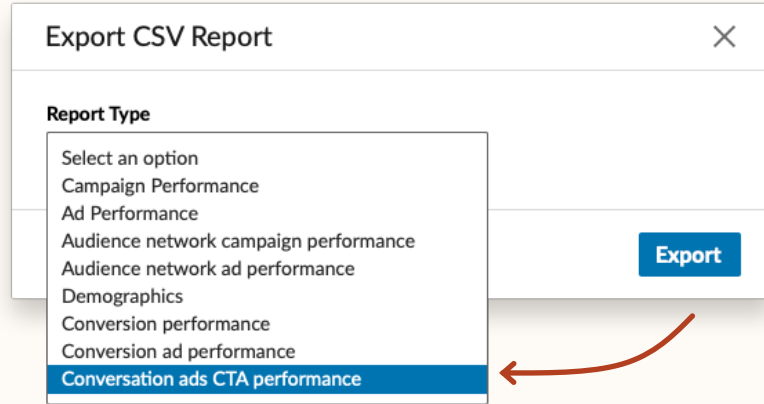 Export CSV Report
Report Type
Select an option
Campaign Performance
Ad Performance
Audience network campaign performance
Audience network ad performance
Demographics
Conversion performance
Conversion ad performance
Conversation ads CTA performance
Export